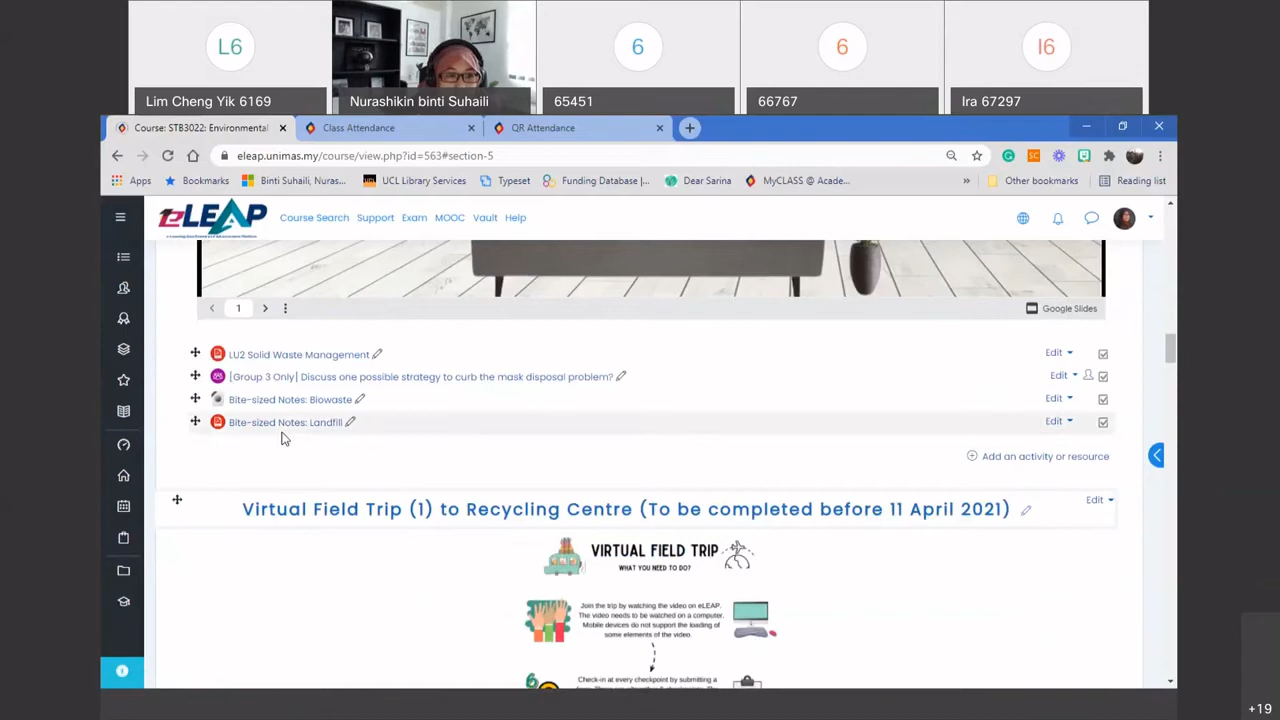 L6
6
6
I6
Lim Cheng Yik 6169
Nurashikin binti Suhaili
65451
66767
Ira 67297
Course: STB3022: Environmental
Class Attendance
QR Attendance
eleap.unimas.my/course/view.php?id=563#section-5
Apps
Bookmarks
Binti Suhaili, Nuras...
UCL Library Services
Typeset
Funding Database |...
Dear Sarina
MyCLASS @ Acade...
»
Other bookmarks
Reading list
eLEAP
Course Search
Support
Exam
MOOC
Vault
Help
1
Google Slides
LU2 Solid Waste Management
Edit
[Group 3 Only] Discuss one possible strategy to curb the mask disposal problem?
Edit
Bite-sized Notes: Biowaste
Edit
Bite-sized Notes: Landfill
Edit
Add an activity or resource
Virtual Field Trip (1) to Recycling Centre (To be completed before 11 April 2021)
Edit
VIRTUAL FIELD TRIP
WHAT YOU NEED TO DO?
Join the trip by watching the video on eLEAP.
The video needs to be watched on a computer.
Mobile devices do not support the loading of
some elements of the video.
6
Check-in at every checkpoint by submitting a
+19